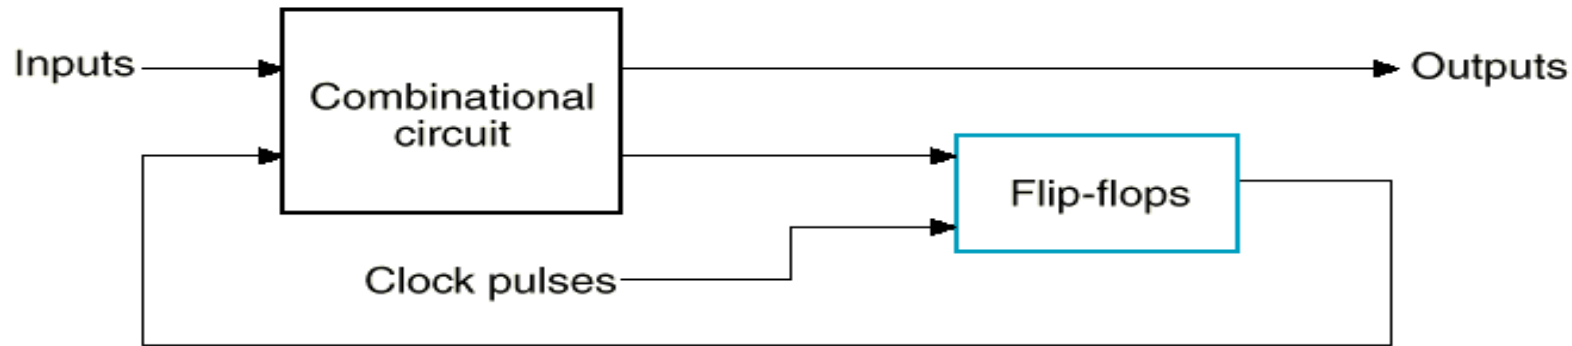 Inputs
Combinational
circuit
Outputs
Flip-flops
Clock pulses